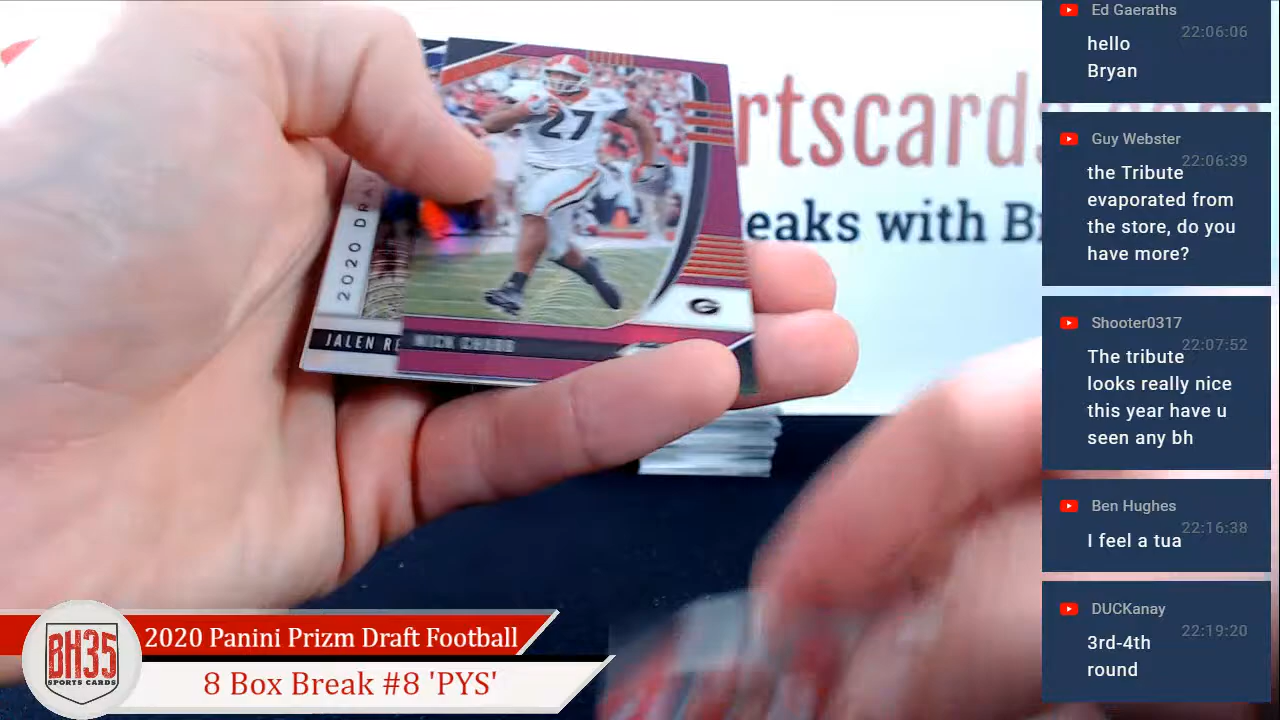 Ed Gaeraths
22:06:06
hello
Bryan
Guy Webster
22:06:39
the Tribute
evaporated from
the store, do you
have more?
Shooter0317
22:07:52
The tribute
looks really nice
this year have u
seen any bh
Ben Hughes
22:16:38
I feel a tua
DUCKanay
22:19:20
3rd-4th
round
rtscards.com
eaks with B
27
G
2020 DRA
JALEN RE
NICK CHUBB
BH35
SPORTS CARDS
2020 Panini Prizm Draft Football
8 Box Break #8 'PYS'